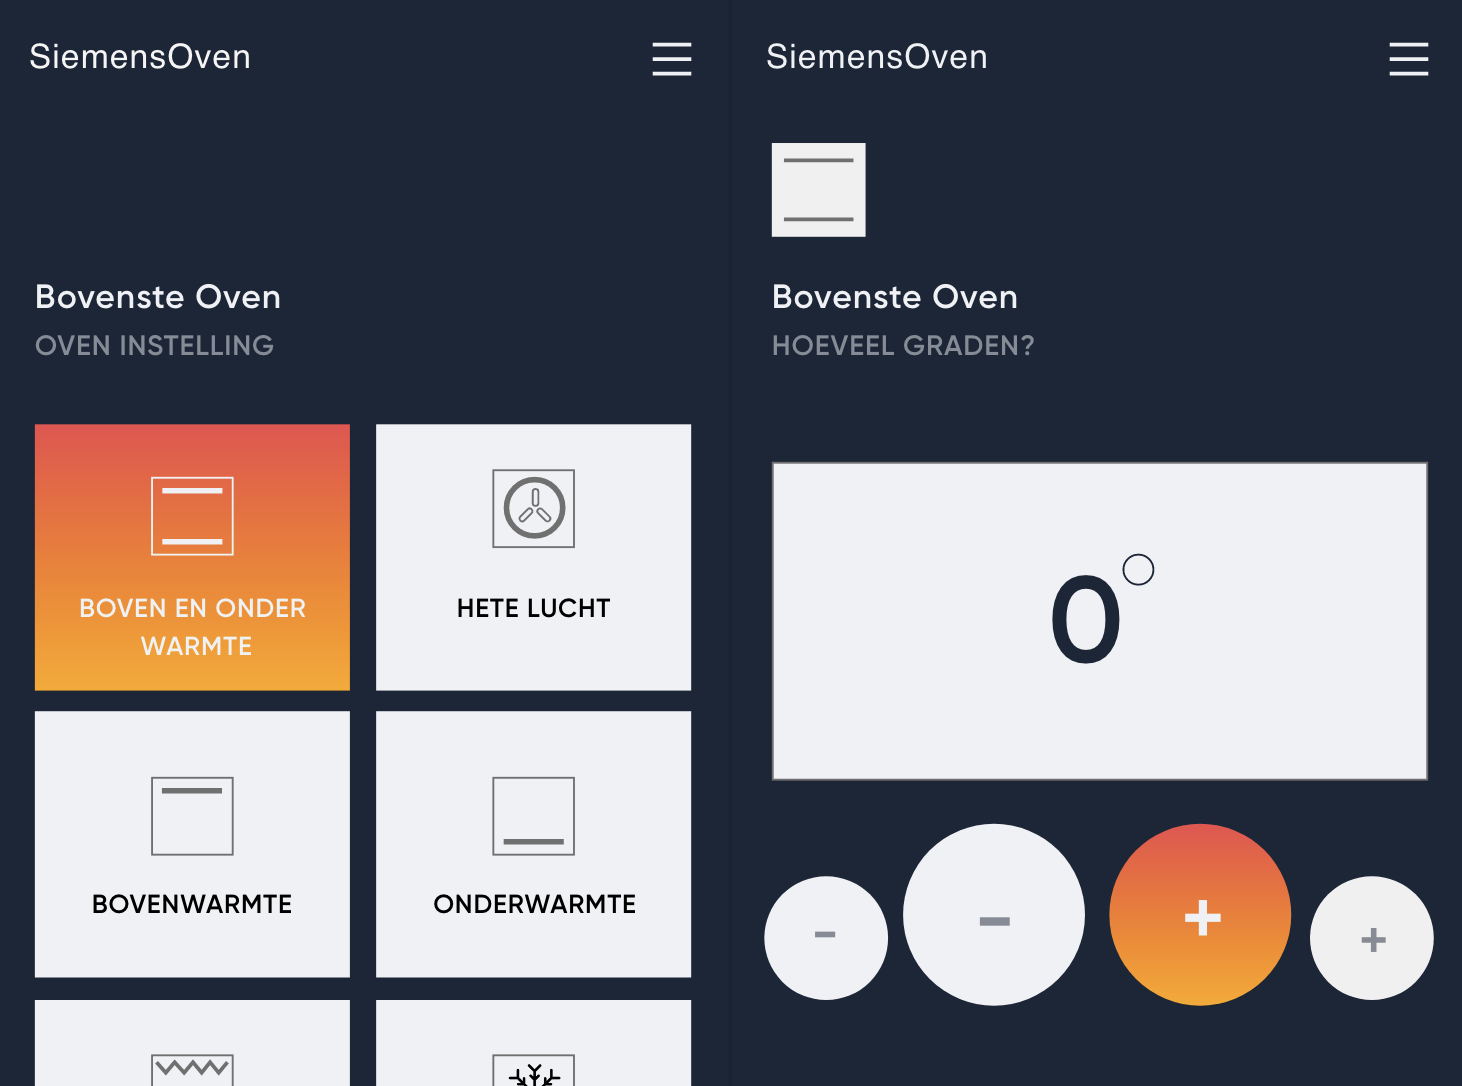 SiemensOven
Bovenste Oven
OVEN INSTELLING
BOVEN EN ONDER
WARMTE
HETE LUCHT
BOVENWARMTE
ONDERWARMTE
SiemensOven
Bovenste Oven
HOEVEEL GRADEN?
0°
- - + +